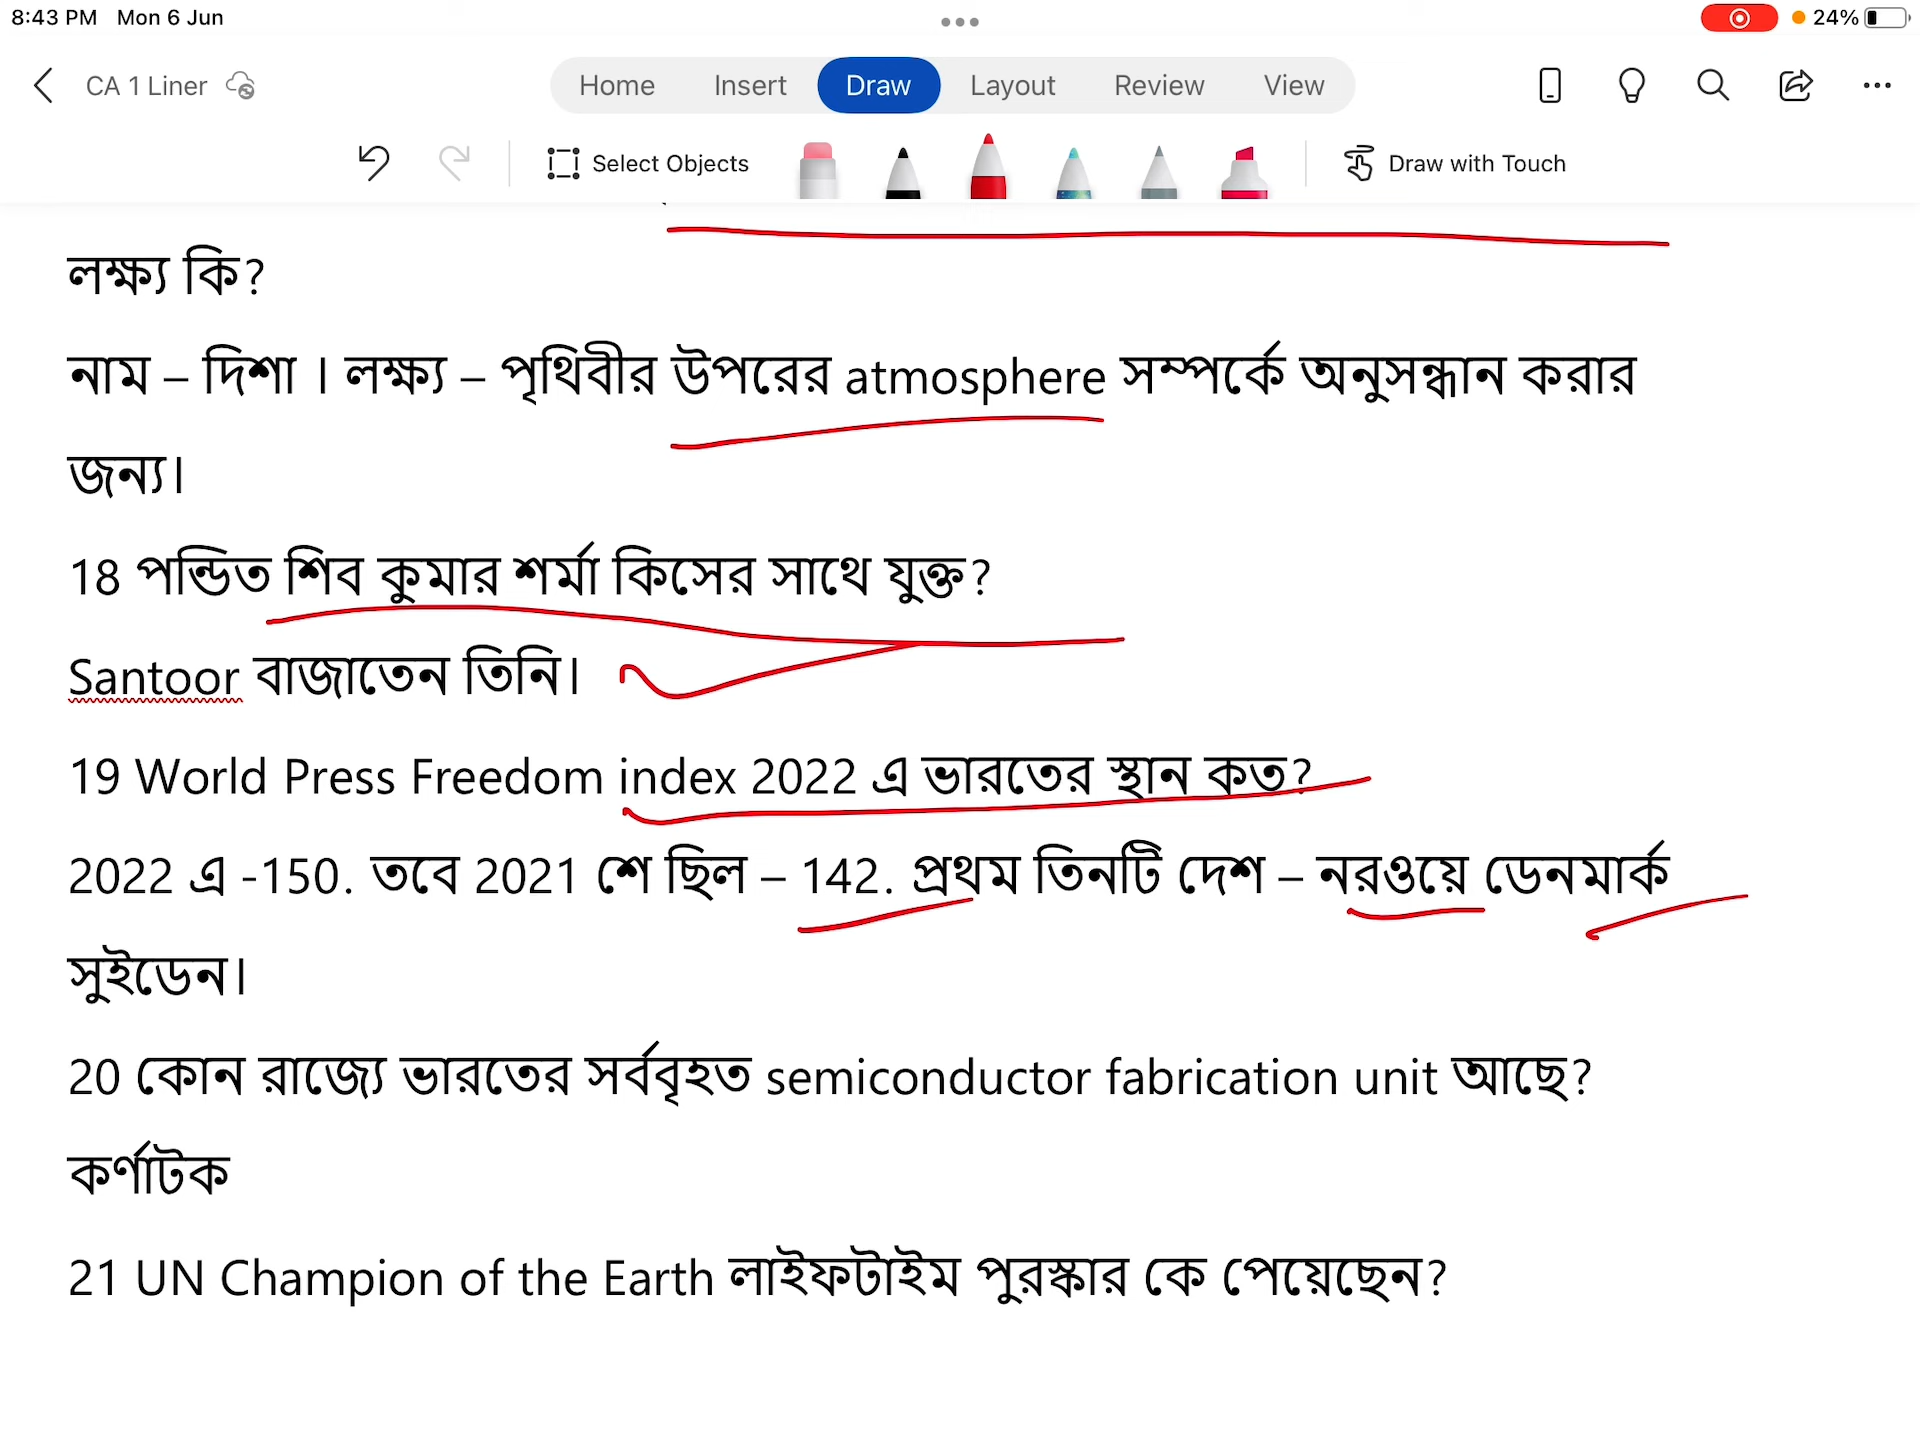 8:43 PM Mon 6 Jun
24%
CA 1 Liner
Home Insert Draw Layout Review View
Select Objects
Draw with Touch
লক্ষ্য কি?
নাম – দিশা । লক্ষ্য – পৃথিবীর উপরের atmosphere সম্পর্কে অনুসন্ধান করার
জন্য।
18 পন্ডিত শিব কুমার শর্মা কিসের সাথে যুক্ত?
Santoor বাজাতেন তিনি।
19 World Press Freedom index 2022 এ ভারতের স্থান কত?
2022 এ -150. তবে 2021 শে ছিল – 142. প্রথম তিনটি দেশ – নরওয়ে ডেনমার্ক
সুইডেন।
20 কোন রাজ্যে ভারতের সর্ববৃহত semiconductor fabrication unit আছে?
কর্ণাটক
21 UN Champion of the Earth লাইফটাইম পুরস্কার কে পেয়েছেন?